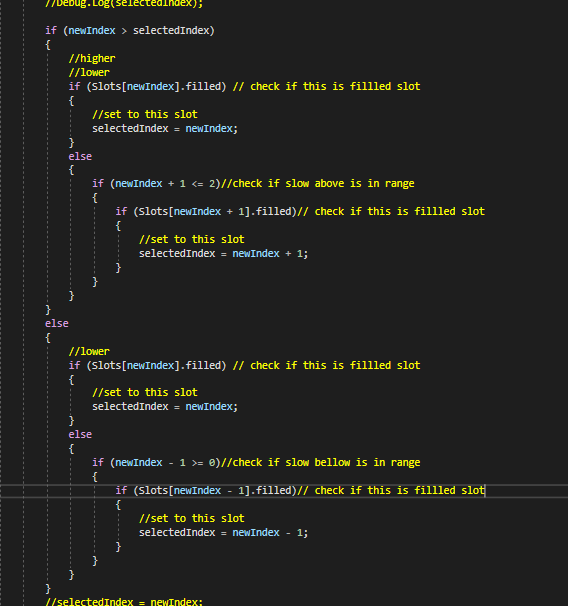 //Debug.Log(selectedIndex);
if (newIndex > selectedIndex)
{
//higher
//lower
if (Slots[newIndex].filled) // check if this is fillled slot
{
//set to this slot
selectedIndex = newIndex;
}
else
{
if (newIndex + 1 <= 2)//check if slow above is in range
{
if (Slots[newIndex + 1].filled)// check if this is fillled slot
{
//set to this slot
selectedIndex = newIndex + 1;
}
}
}
}
else
{
//lower
if (Slots[newIndex].filled) // check if this is fillled slot
{
//set to this slot
selectedIndex = newIndex;
}
else
{
if (newIndex - 1 >= 0)//check if slow bellow is in range
{
if (Slots[newIndex - 1].filled)// check if this is fillled slot
{
//set to this slot
selectedIndex = newIndex - 1;
}
}
}
}
//selectedIndex = newIndex;